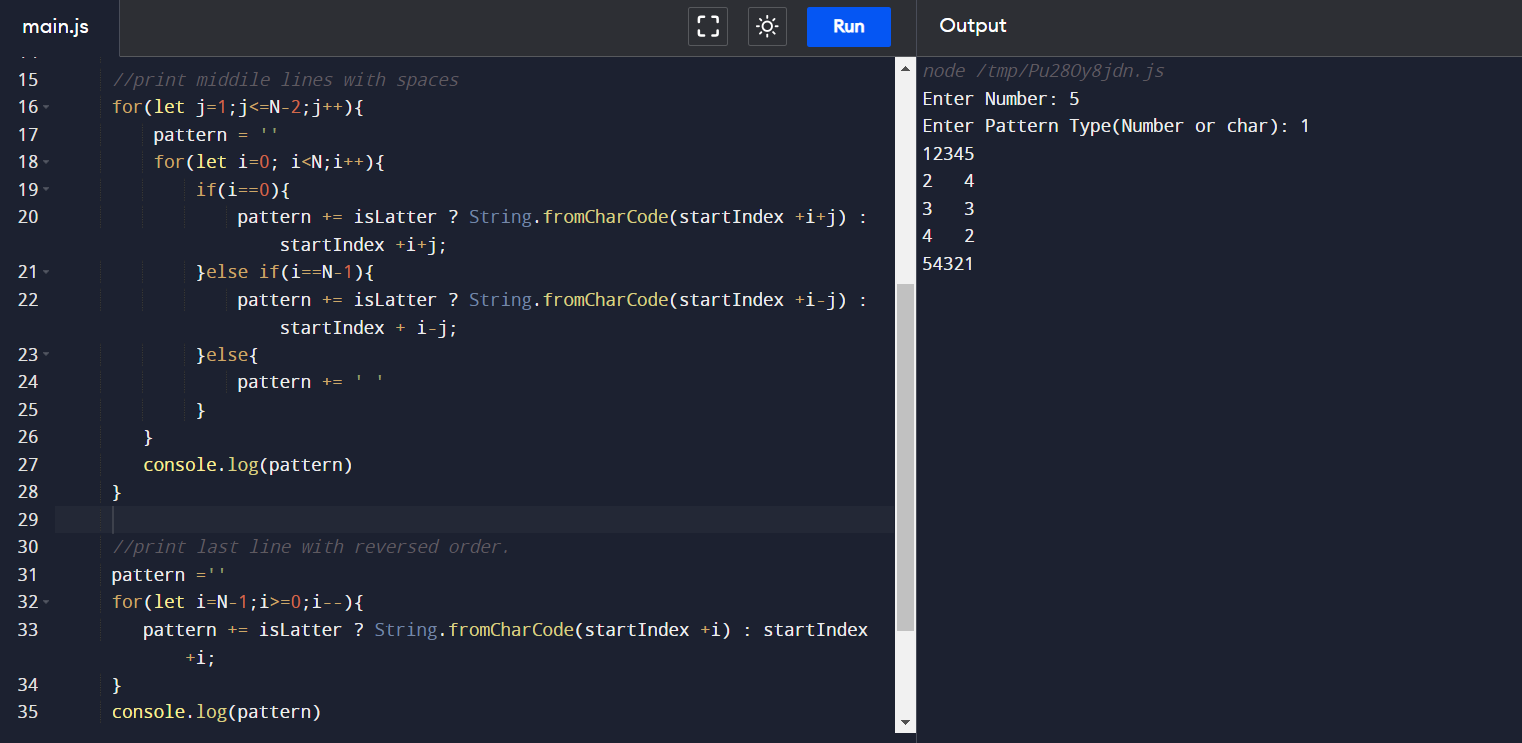 main.js
Run
Output
15 //print middile lines with spaces
16 for(let j=1;j<=N-2;j++){
17 pattern = ''
18 for(let i=0; i<N;i++){
19 if(i==0){
20 pattern += isLatter ? String.fromCharCode(startIndex +i+j) :
startIndex +i+j;
21 }else if(i==N-1){
22 pattern += isLatter ? String.fromCharCode(startIndex +i-j) :
startIndex + i-j;
23 }else{
24 pattern += ' '
25 }
26 }
27 console.log(pattern)
28 }
29
30 //print last line with reversed order.
31 pattern =''
32 for(let i=N-1;i>=0;i--){
33 pattern += isLatter ? String.fromCharCode(startIndex +i) : startIndex
+i;
34 }
35 console.log(pattern)
node /tmp/Pu28Oy8jdn.js
Enter Number: 5
Enter Pattern Type(Number or char): 1
12345
2   4
3   3
4   2
54321